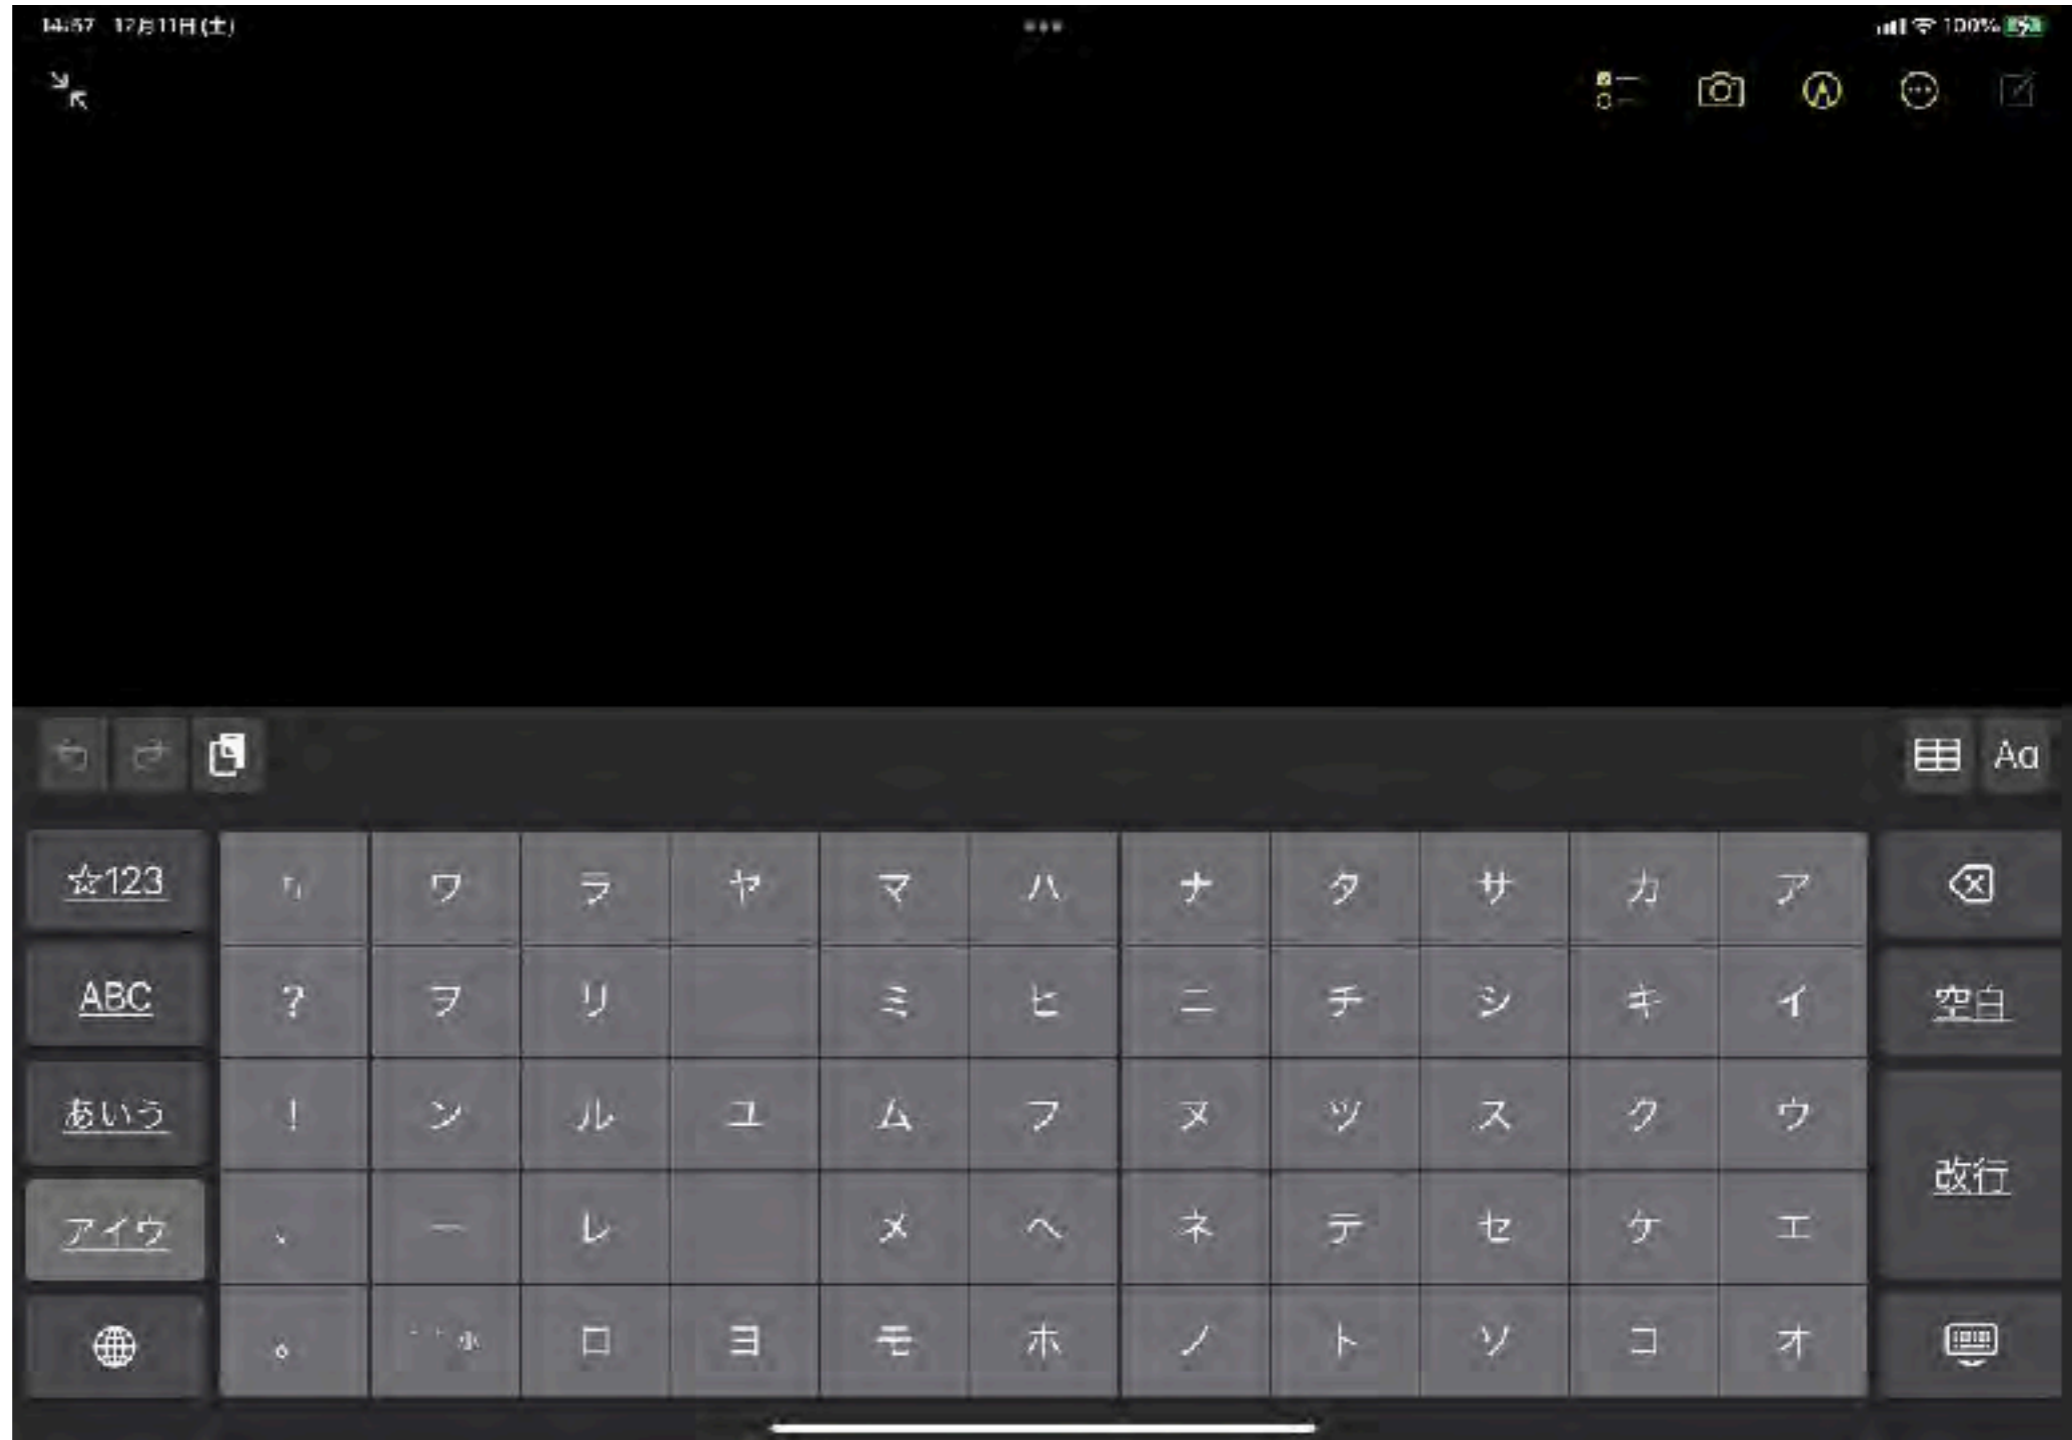 14:57 12月11日(土)
100%
Aa
☆123 「」 ワ ラ ヤ マ ハ ナ タ サ カ ア
ABC ? ヲ リ ミ ヒ ニ チ シ キ イ 空白
あいう ! ン ル ユ ム フ ヌ ツ ス ク ウ
改行
アイウ 、 ー レ メ ヘ ネ テ セ ケ エ
。 ゛゜小 ロ ヨ モ ホ ノ ト ソ コ オ